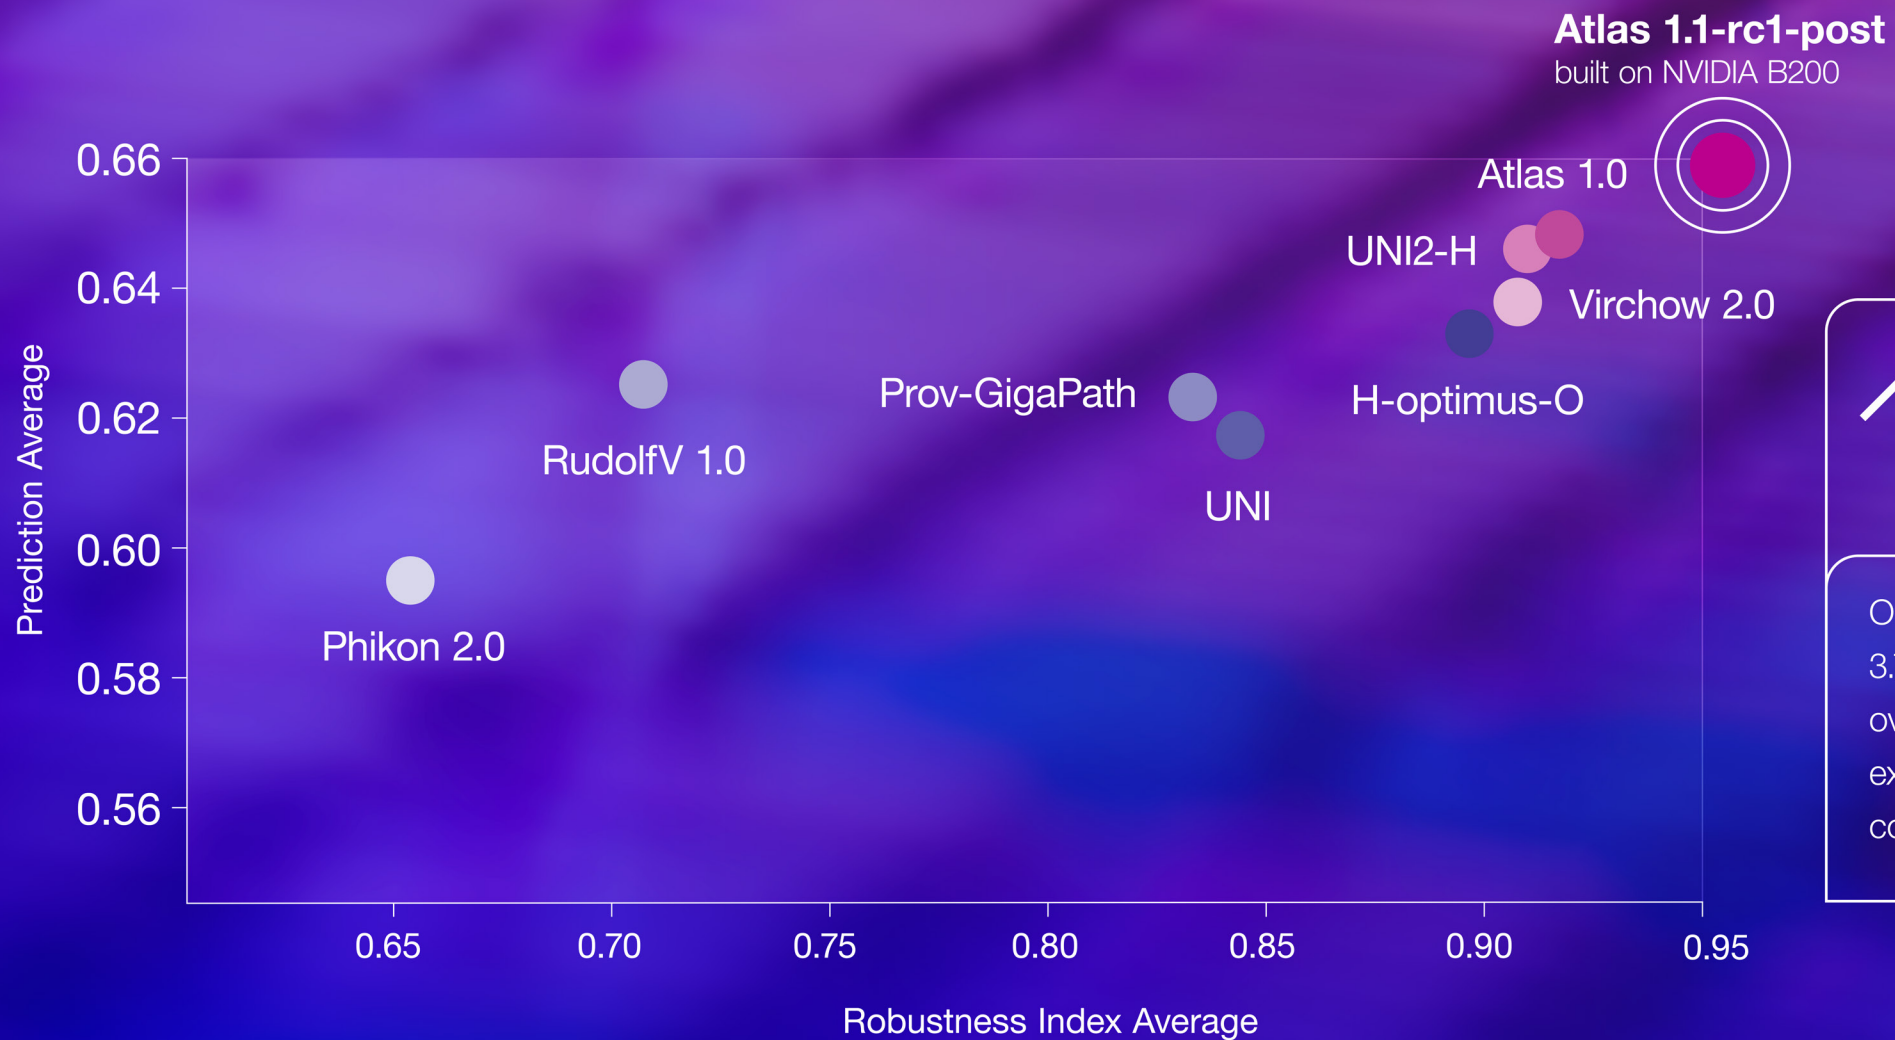 Atlas 1.1-rc1-post
built on NVIDIA B200
0.66
Atlas 1.0
UNI2-H
0.64
Virchow 2.0
Prov-GigaPath
H-optimus-O
0.62
RudolfV 1.0
UNI
Prediction Average
0.60
Phikon 2.0
0.58
0.56
0.65
0.70
0.75
0.80
0.85
0.90
0.95
Robustness Index Average